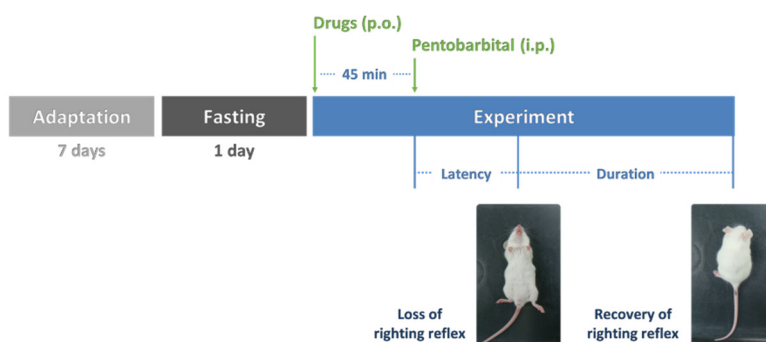 Drugs (p.o.)
Pentobarbital (i.p.)
45 min
Adaptation
Fasting
Experiment
7 days
1 day
Latency
Duration
Loss of
righting reflex
Recovery of
righting reflex